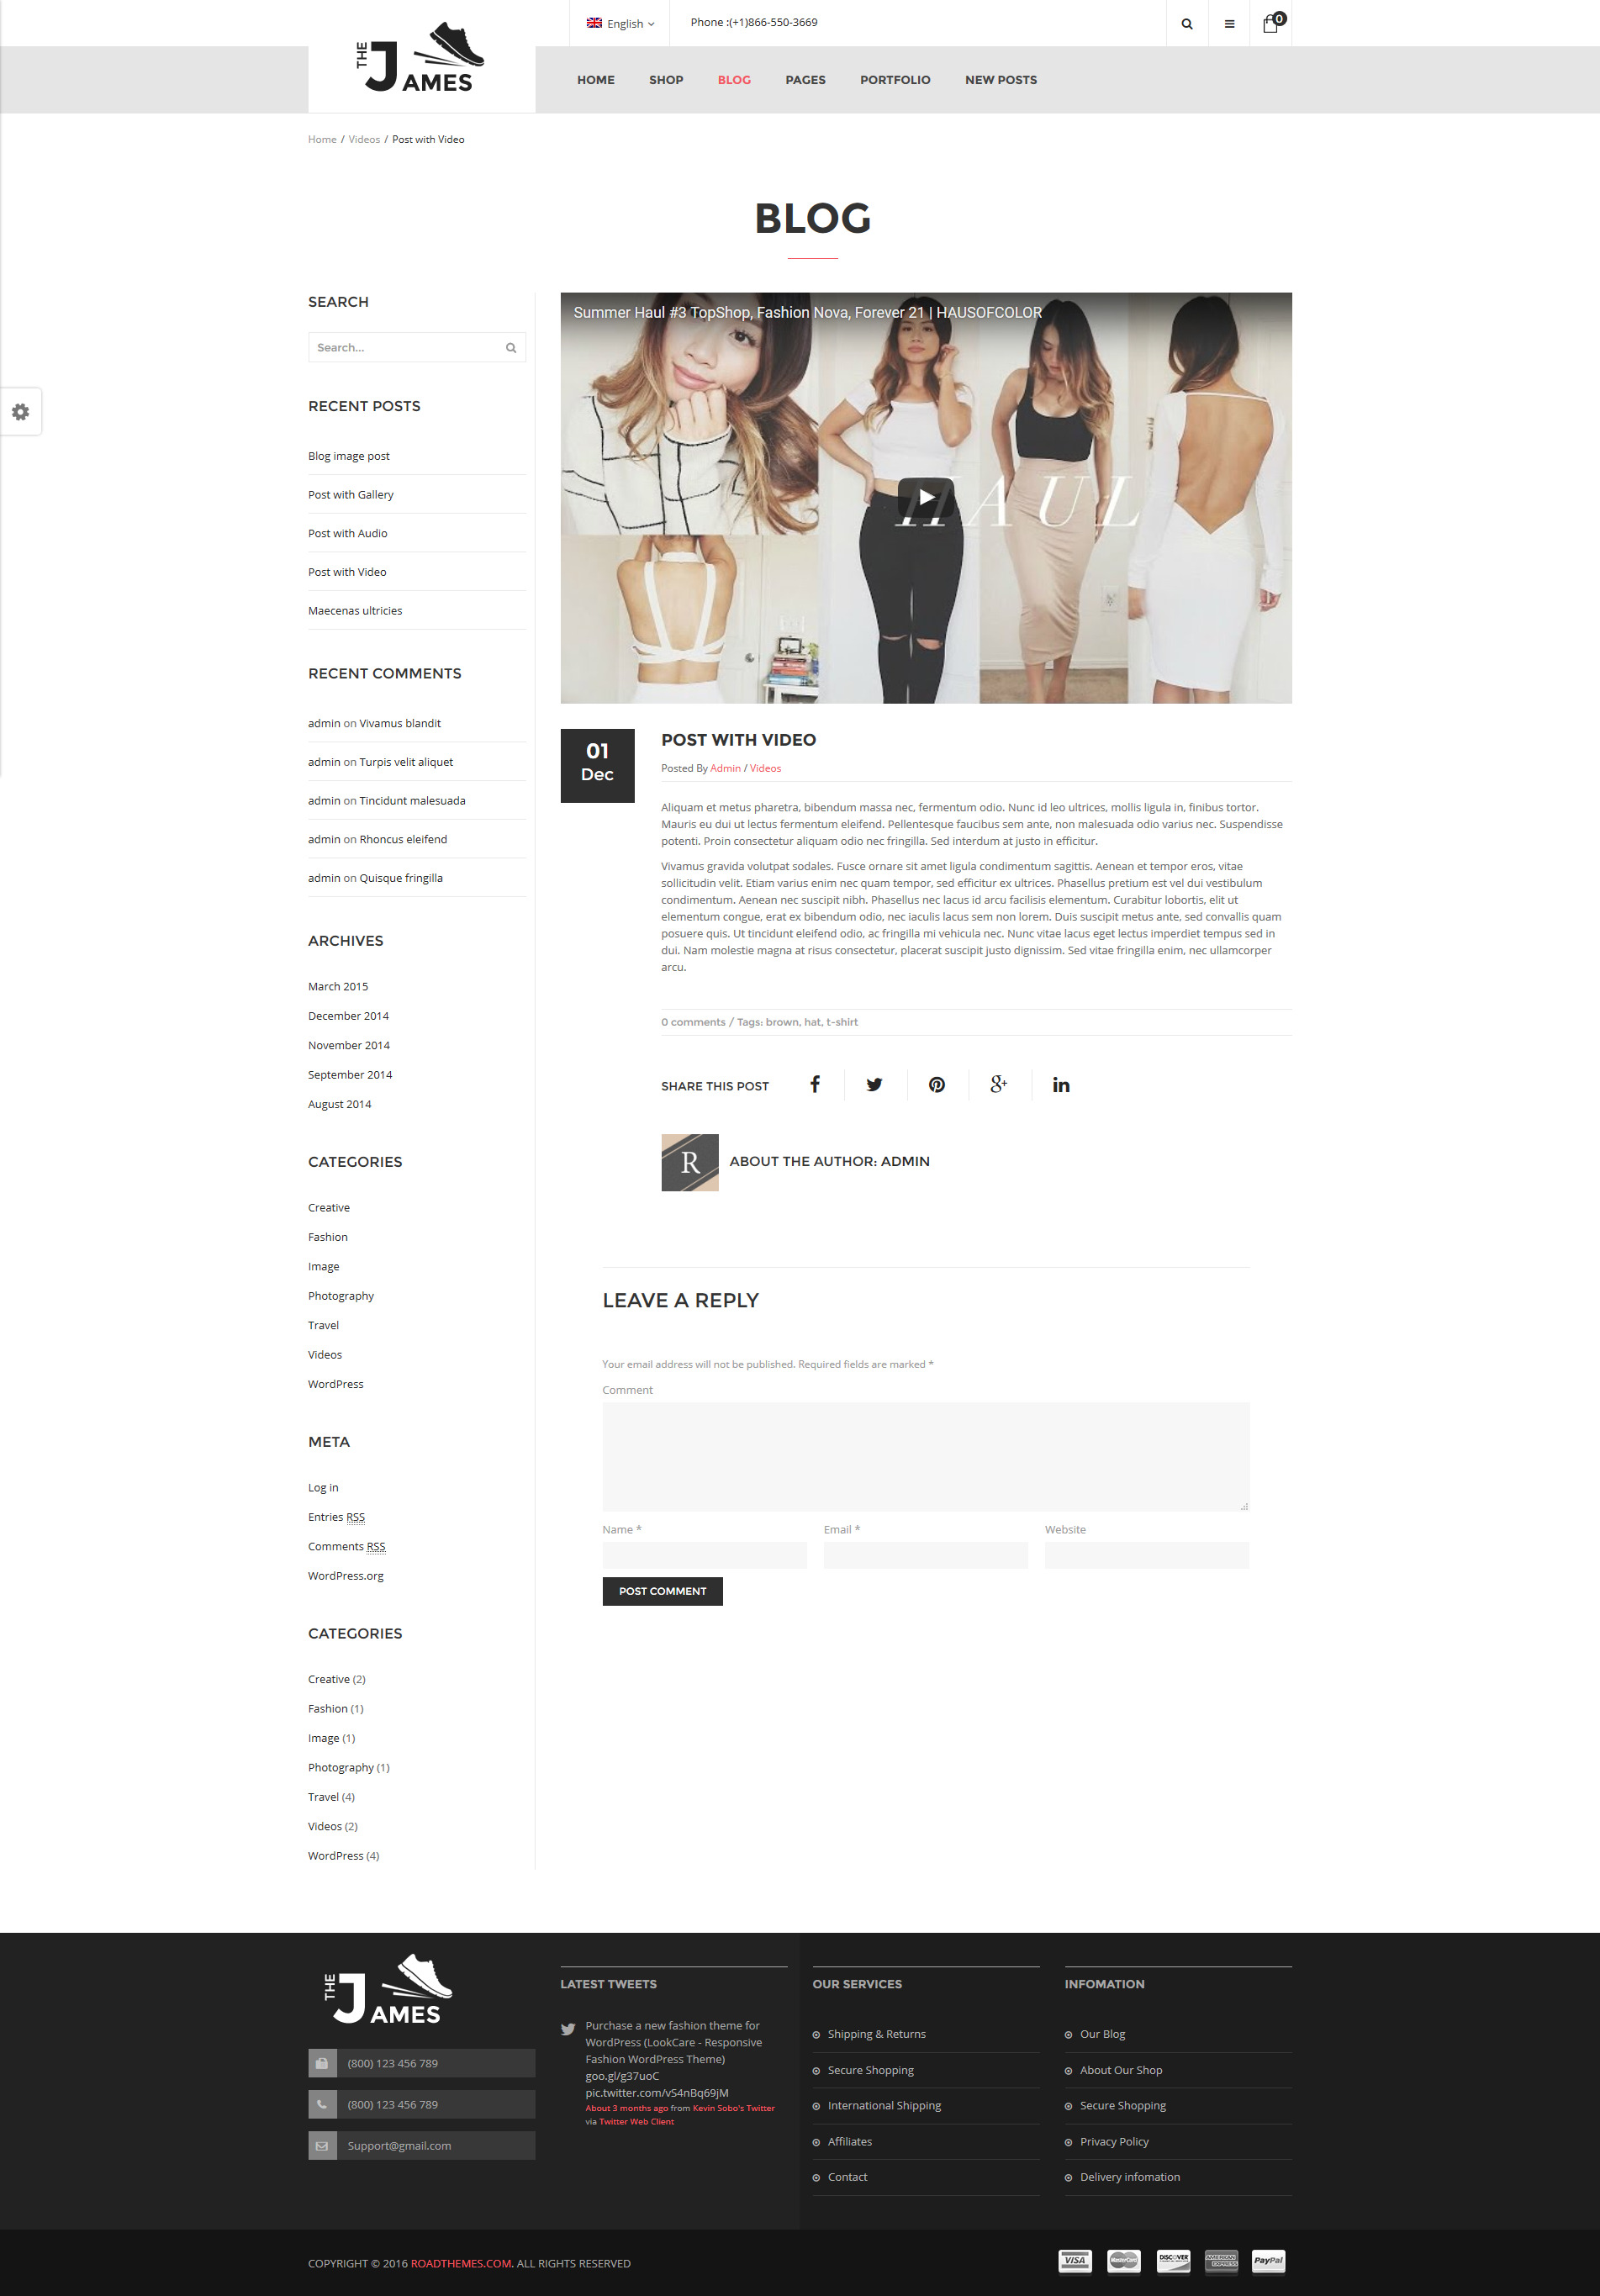 English
Phone :(+1)866-550-3669
0
THE JAMES
HOME
SHOP
BLOG
PAGES
PORTFOLIO
NEW POSTS
Home / Videos / Post with Video
BLOG
SEARCH
Search...
RECENT POSTS
Blog image post
Post with Gallery
Post with Audio
Post with Video
Maecenas ultricies
RECENT COMMENTS
admin on Vivamus blandit
admin on Turpis velit aliquet
admin on Tincidunt malesuada
admin on Rhoncus eleifend
admin on Quisque fringilla
ARCHIVES
March 2015
December 2014
November 2014
September 2014
August 2014
CATEGORIES
Creative
Fashion
Image
Photography
Travel
Videos
WordPress
META
Log in
Entries RSS
Comments RSS
WordPress.org
CATEGORIES
Creative (2)
Fashion (1)
Image (1)
Photography (1)
Travel (4)
Videos (2)
WordPress (4)
Summer Haul #3 TopShop, Fashion Nova, Forever 21 | HAUSOFCOLOR
HAUL
01
Dec
POST WITH VIDEO
Posted By Admin / Videos
Aliquam et metus pharetra, bibendum massa nec, fermentum odio. Nunc id leo ultrices, mollis ligula in, finibus tortor.
Mauris eu dui ut lectus fermentum eleifend. Pellentesque faucibus sem ante, non malesuada odio varius nec. Suspendisse
potenti. Proin consectetur aliquam odio nec fringilla. Sed interdum at justo in efficitur.
Vivamus gravida volutpat sodales. Fusce ornare sit amet ligula condimentum sagittis. Aenean et tempor eros, vitae
sollicitudin velit. Etiam varius enim nec quam tempor, sed efficitur ex ultrices. Phasellus pretium est vel dui vestibulum
condimentum. Aenean nec suscipit nibh. Phasellus nec lacus id arcu facilisis elementum. Curabitur lobortis, elit ut
elementum congue, erat ex bibendum odio, nec iaculis lacus sem non lorem. Duis suscipit metus ante, sed convallis quam
posuere quis. Ut tincidunt eleifend odio, ac fringilla mi vehicula nec. Nunc vitae lacus eget lectus imperdiet tempus sed in
dui. Nam molestie magna at risus consectetur, placerat suscipit justo dignissim. Sed vitae fringilla enim, nec ullamcorper
arcu.
0 comments / Tags: brown, hat, t-shirt
SHARE THIS POST
R
ABOUT THE AUTHOR: ADMIN
LEAVE A REPLY
Your email address will not be published. Required fields are marked *
Comment
Name *
Email *
Website
POST COMMENT
THE JAMES
(800) 123 456 789
(800) 123 456 789
Support@gmail.com
LATEST TWEETS
Purchase a new fashion theme for
WordPress (LookCare - Responsive
Fashion WordPress Theme)
goo.gl/g37uoC
pic.twitter.com/vS4nBq69jM
About 3 months ago from Kevin Sobo's Twitter
via Twitter Web Client
OUR SERVICES
Shipping & Returns
Secure Shopping
International Shipping
Affiliates
Contact
INFOMATION
Our Blog
About Our Shop
Secure Shopping
Privacy Policy
Delivery infomation
COPYRIGHT © 2016 ROADTHEMES.COM. ALL RIGHTS RESERVED
VISA
MasterCard
DISCOVER
AMERICAN EXPRESS
PayPal